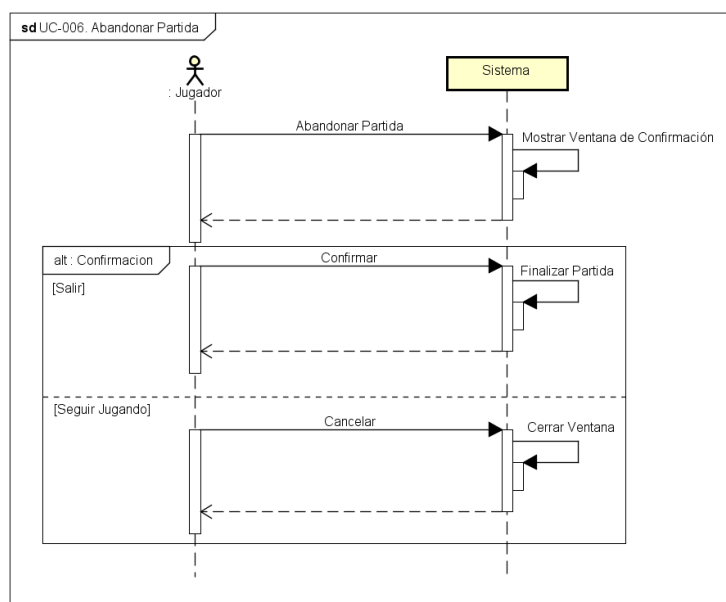 sd UC-006. Abandonar Partida
: Jugador
Sistema
Abandonar Partida
Mostrar Ventana de Confirmación
alt : Confirmacion
Confirmar
Finalizar Partida
[Salir]
[Seguir Jugando]
Cancelar
Cerrar Ventana